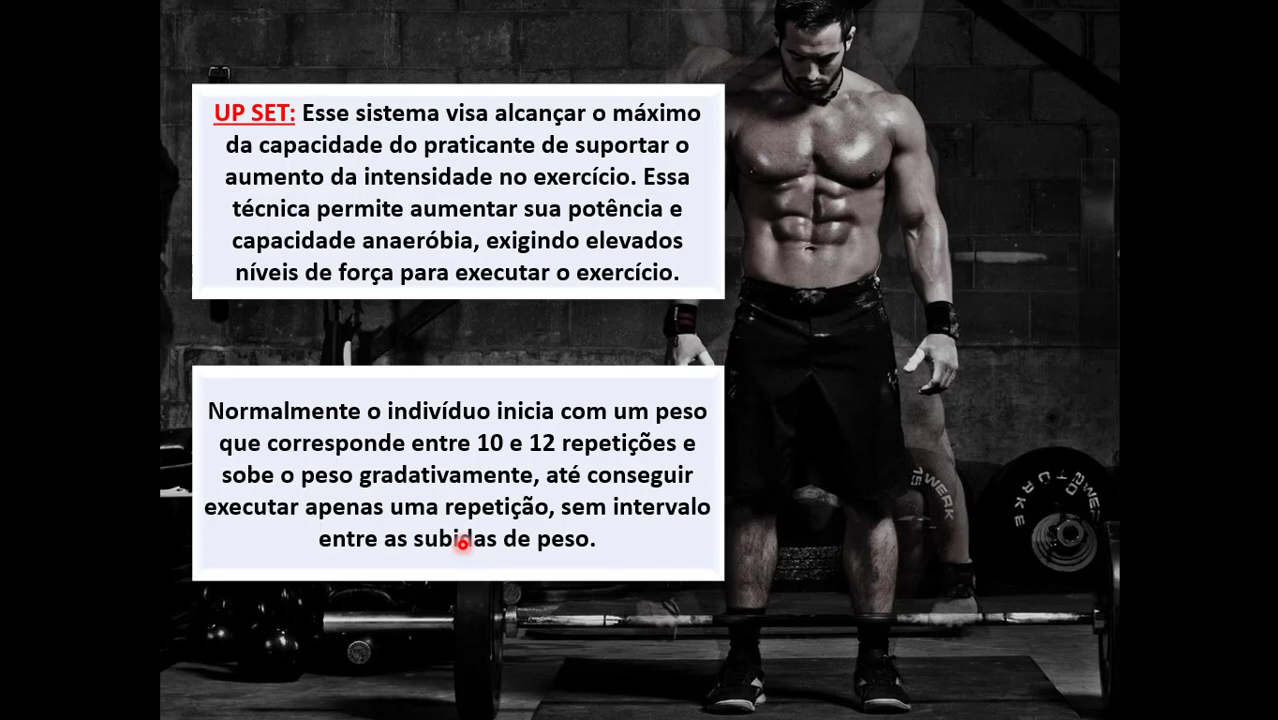 UP SET: Esse sistema visa alcançar o máximo
da capacidade do praticante de suportar o
aumento da intensidade no exercício. Essa
técnica permite aumentar sua potência e
capacidade anaeróbia, exigindo elevados
níveis de força para executar o exercício.
Normalmente o indivíduo inicia com um peso
que corresponde entre 10 e 12 repetições e
sobe o peso gradativamente, até conseguir
executar apenas uma repetição, sem intervalo
entre as subidas de peso.